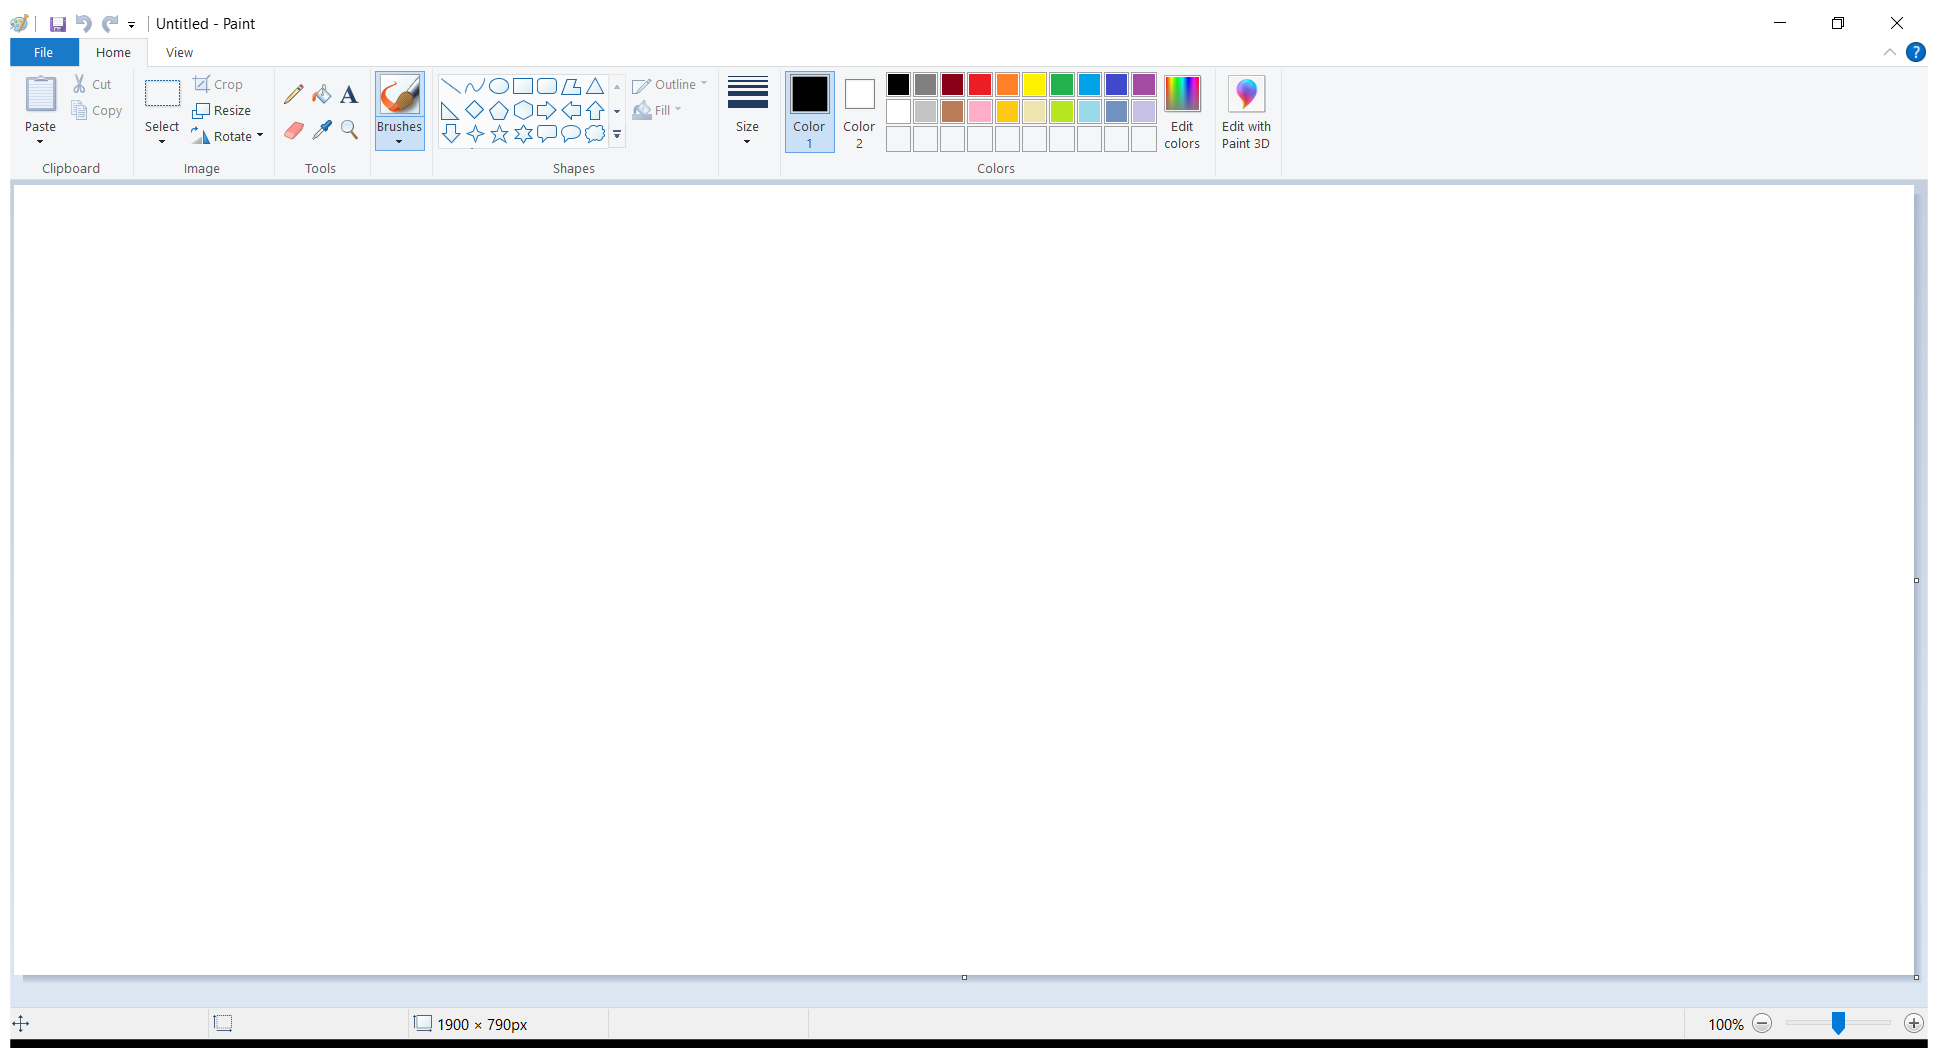 Untitled - Paint
File Home View
Paste Cut Copy
Clipboard
Select Crop Resize Rotate
Image
A
Tools
Brushes
Outline Fill
Shapes
Size
Color 1 Color 2 Edit colors
Colors
Edit with Paint 3D
?
1900 × 790px
100%